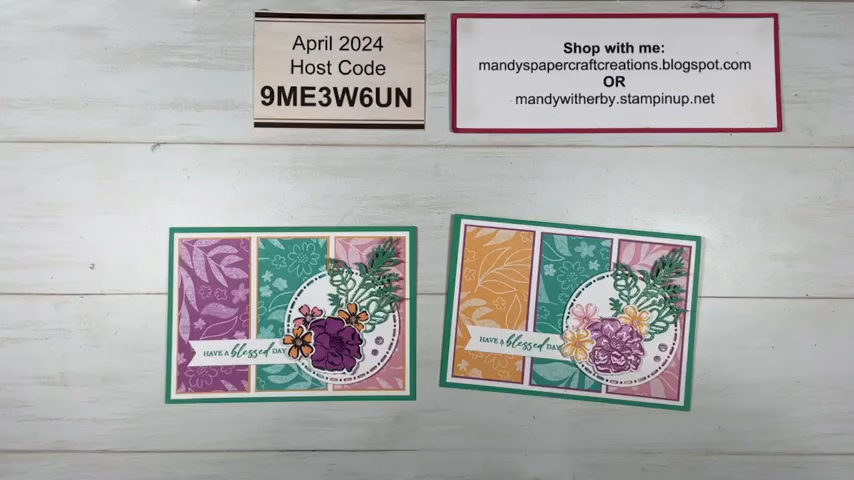 April 2024
Host Code
9ME3W6UN
Shop with me:
mandyspapercraftcreations.blogspot.com
OR
mandywitherby.stampinup.net
HAVE A blessed DAY
HAVE A blessed DAY